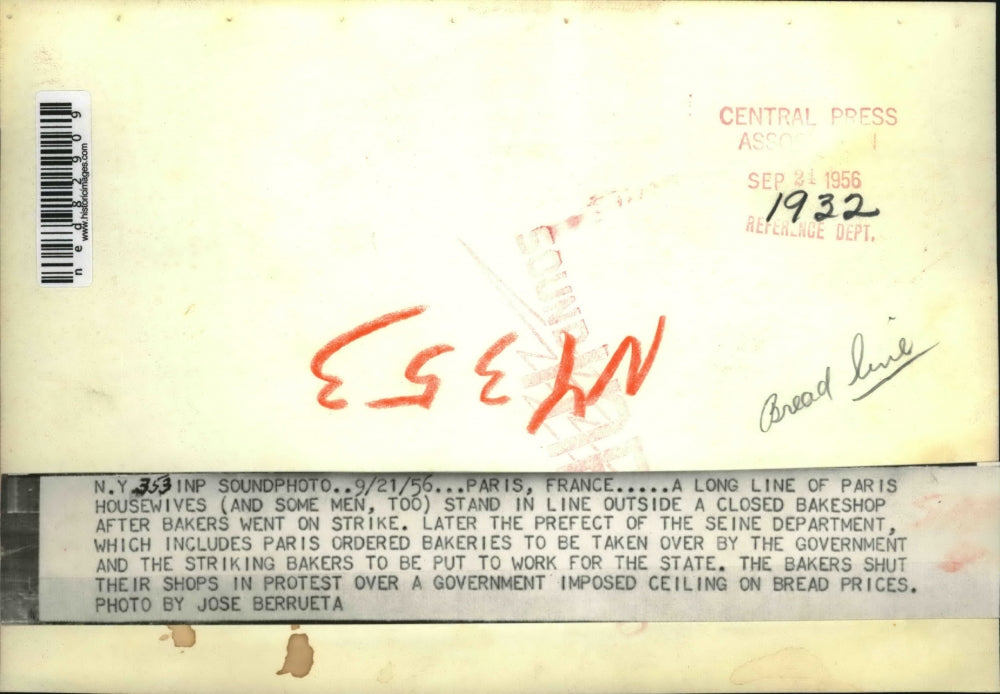 CENTRAL PRESS
SEP 21 1956
1932
REFERENCE DEPT.
ned82909
www.historicimages.com
SOUND
NY 353
Bread line
N.Y.353 INP SOUNDPHOTO..9/21/56...PARIS, FRANCE.....A LONG LINE OF PARIS
HOUSEWIVES (AND SOME MEN, TOO) STAND IN LINE OUTSIDE A CLOSED BAKESHOP
AFTER BAKERS WENT ON STRIKE. LATER THE PREFECT OF THE SEINE DEPARTMENT,
WHICH INCLUDES PARIS ORDERED BAKERIES TO BE TAKEN OVER BY THE GOVERNMENT
AND THE STRIKING BAKERS TO BE PUT TO WORK FOR THE STATE. THE BAKERS SHUT
THEIR SHOPS IN PROTEST OVER A GOVERNMENT IMPOSED CEILING ON BREAD PRICES.
PHOTO BY JOSE BERRUETA